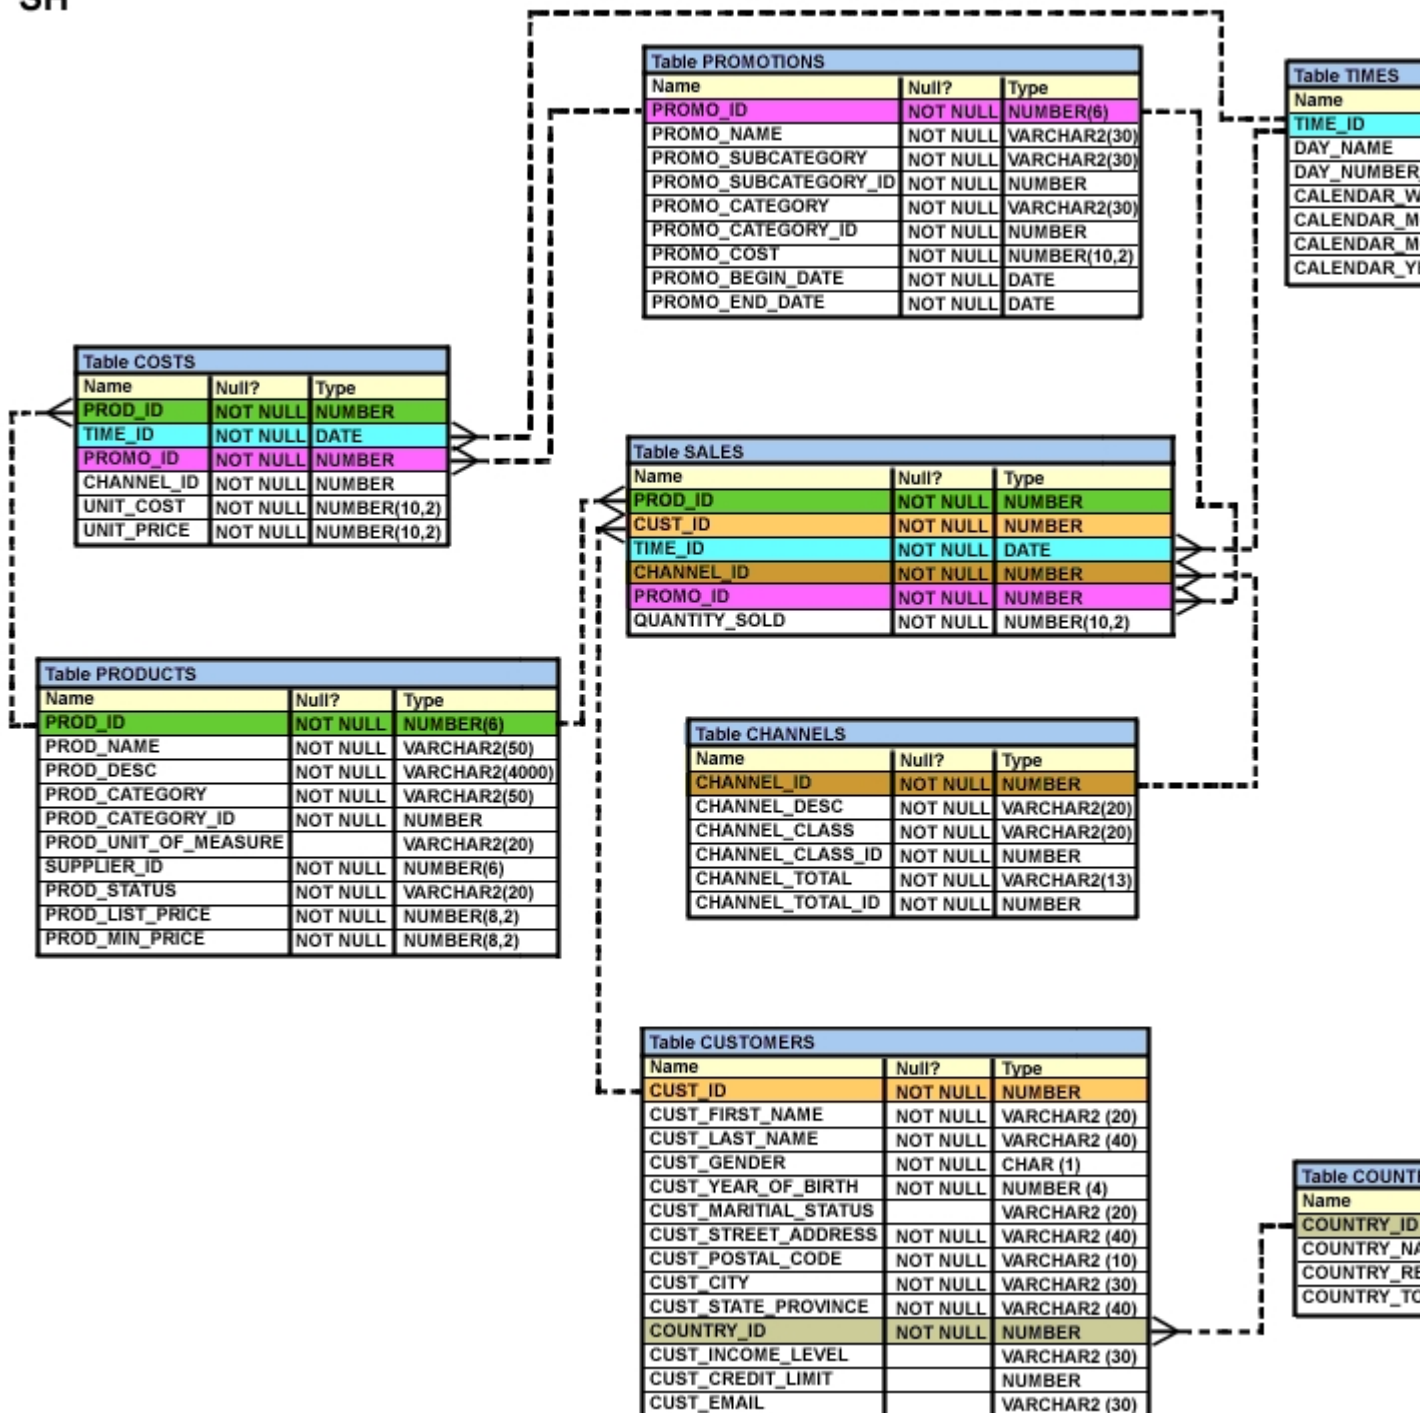 SH
Table PROMOTIONS
Name Null? Type
PROMO_ID NOT NULL NUMBER(6)
PROMO_NAME NOT NULL VARCHAR2(30)
PROMO_SUBCATEGORY NOT NULL VARCHAR2(30)
PROMO_SUBCATEGORY_ID NOT NULL NUMBER
PROMO_CATEGORY NOT NULL VARCHAR2(30)
PROMO_CATEGORY_ID NOT NULL NUMBER
PROMO_COST NOT NULL NUMBER(10,2)
PROMO_BEGIN_DATE NOT NULL DATE
PROMO_END_DATE NOT NULL DATE
Table TIMES
Name
TIME_ID
DAY_NAME
DAY_NUMBER_
CALENDAR_W
CALENDAR_M
CALENDAR_M
CALENDAR_Y
Table COSTS
Name Null? Type
PROD_ID NOT NULL NUMBER
TIME_ID NOT NULL DATE
PROMO_ID NOT NULL NUMBER
CHANNEL_ID NOT NULL NUMBER
UNIT_COST NOT NULL NUMBER(10,2)
UNIT_PRICE NOT NULL NUMBER(10,2)
Table SALES
Name Null? Type
PROD_ID NOT NULL NUMBER
CUST_ID NOT NULL NUMBER
TIME_ID NOT NULL DATE
CHANNEL_ID NOT NULL NUMBER
PROMO_ID NOT NULL NUMBER
QUANTITY_SOLD NOT NULL NUMBER(10,2)
Table PRODUCTS
Name Null? Type
PROD_ID NOT NULL NUMBER(6)
PROD_NAME NOT NULL VARCHAR2(50)
PROD_DESC NOT NULL VARCHAR2(4000)
PROD_CATEGORY NOT NULL VARCHAR2(50)
PROD_CATEGORY_ID NOT NULL NUMBER
PROD_UNIT_OF_MEASURE VARCHAR2(20)
SUPPLIER_ID NOT NULL NUMBER(6)
PROD_STATUS NOT NULL VARCHAR2(20)
PROD_LIST_PRICE NOT NULL NUMBER(8,2)
PROD_MIN_PRICE NOT NULL NUMBER(8,2)
Table CHANNELS
Name Null? Type
CHANNEL_ID NOT NULL NUMBER
CHANNEL_DESC NOT NULL VARCHAR2(20)
CHANNEL_CLASS NOT NULL VARCHAR2(20)
CHANNEL_CLASS_ID NOT NULL NUMBER
CHANNEL_TOTAL NOT NULL VARCHAR2(13)
CHANNEL_TOTAL_ID NOT NULL NUMBER
Table CUSTOMERS
Name Null? Type
CUST_ID NOT NULL NUMBER
CUST_FIRST_NAME NOT NULL VARCHAR2 (20)
CUST_LAST_NAME NOT NULL VARCHAR2 (40)
CUST_GENDER NOT NULL CHAR (1)
CUST_YEAR_OF_BIRTH NOT NULL NUMBER (4)
CUST_MARITIAL_STATUS VARCHAR2 (20)
CUST_STREET_ADDRESS NOT NULL VARCHAR2 (40)
CUST_POSTAL_CODE NOT NULL VARCHAR2 (10)
CUST_CITY NOT NULL VARCHAR2 (30)
CUST_STATE_PROVINCE NOT NULL VARCHAR2 (40)
COUNTRY_ID NOT NULL NUMBER
CUST_INCOME_LEVEL VARCHAR2 (30)
CUST_CREDIT_LIMIT NUMBER
CUST_EMAIL VARCHAR2 (30)
Table COUNT
Name
COUNTRY_ID
COUNTRY_NA
COUNTRY_RE
COUNTRY_TO